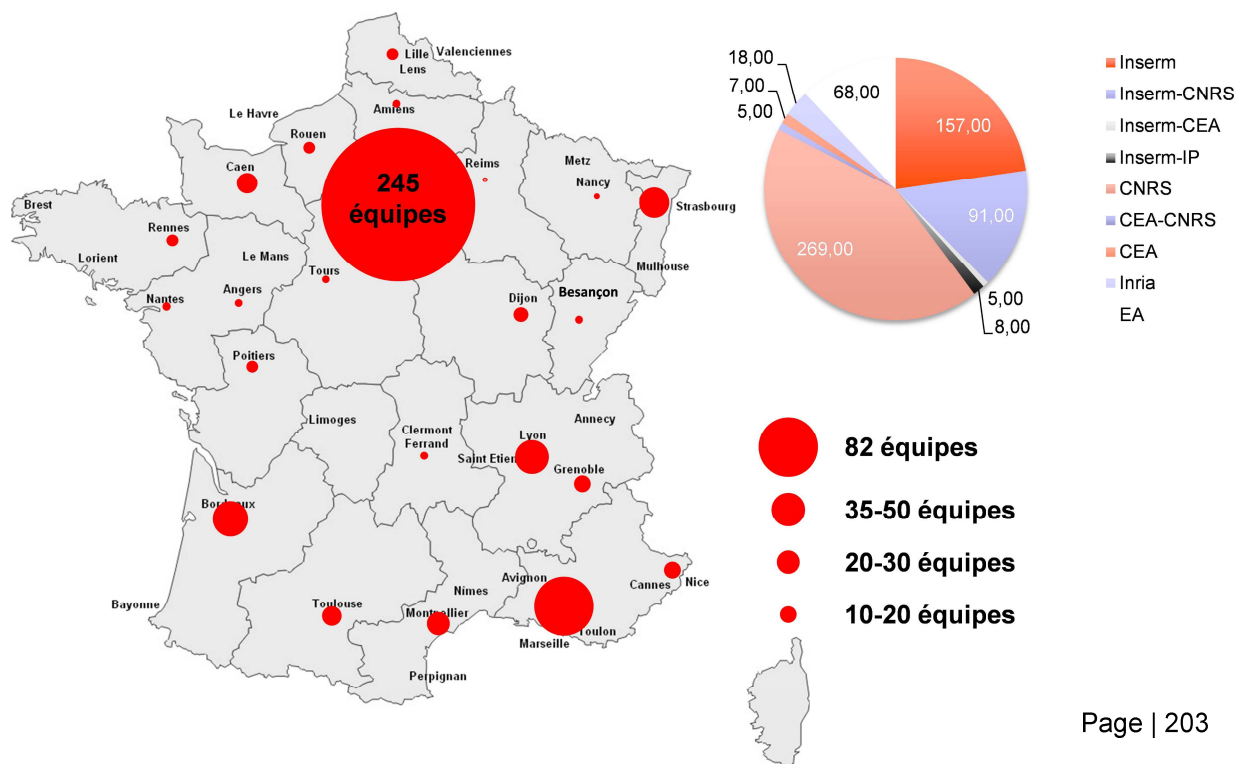 Lille
Valenciennes
Lens
Amiens
Le Havre
Rouen
Caen
Reims
Metz
Nancy
Strasbourg
Mulhouse
245
équipes
Brest
Rennes
Lorient
Le Mans
Tours
Nantes
Angers
Dijon
Besançon
Poitiers
Limoges
Clermont
Ferrand
Annecy
Lyon
Saint Etien
Grenoble
Bordeaux
Bayonne
Toulouse
Montpellier
Nîmes
Avignon
Cannes
Nice
Toulon
Marseille
Perpignan
18,00
7,00
5,00
68,00
157,00
91,00
269,00
5,00
8,00
Inserm
Inserm-CNRS
Inserm-CEA
Inserm-IP
CNRS
CEA-CNRS
CEA
Inria
EA
82 équipes
35-50 équipes
20-30 équipes
10-20 équipes
Page | 203